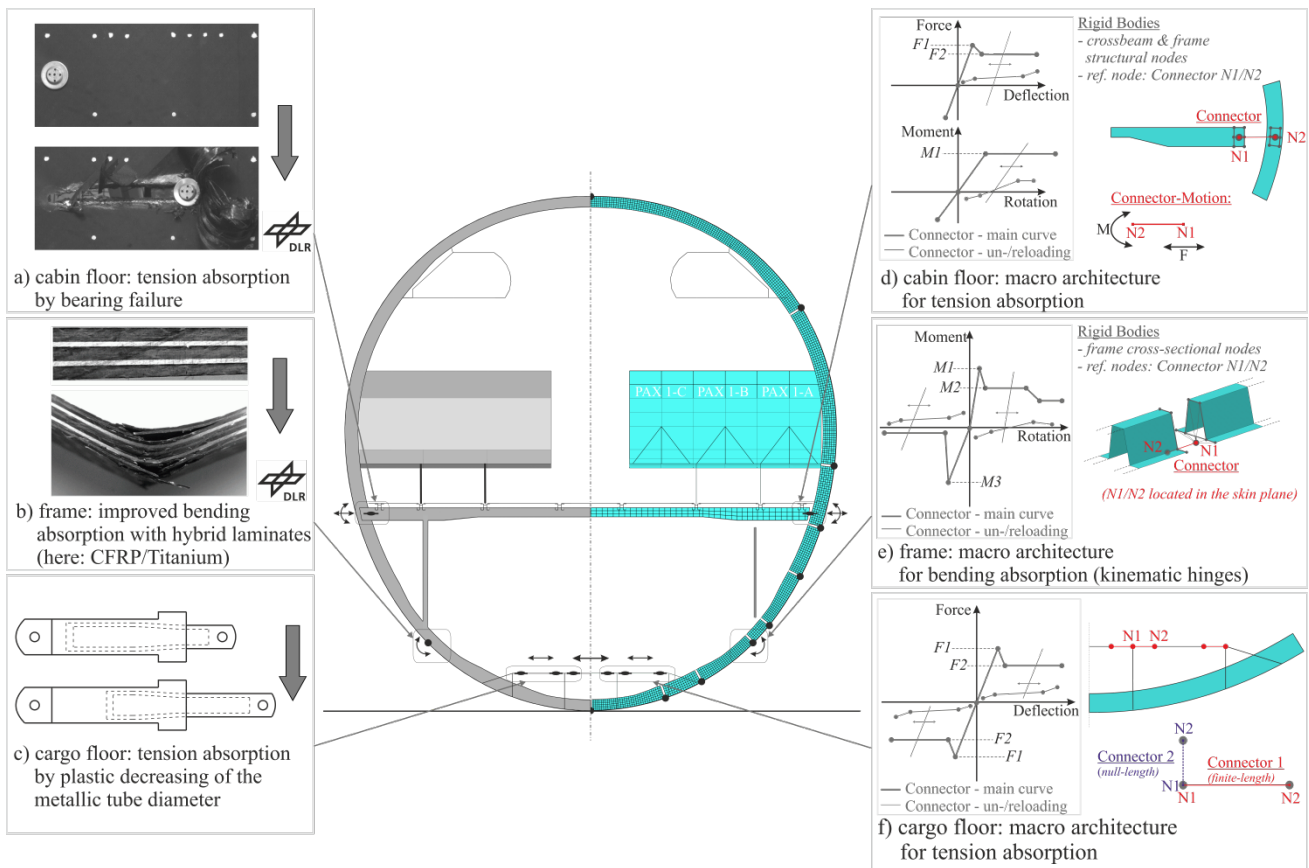 DLR
a) cabin floor: tension absorption
by bearing failure
DLR
b) frame: improved bending
absorption with hybrid laminates
(here: CFRP/Titanium)
c) cargo floor: tension absorption
by plastic decreasing of the
metallic tube diameter
PAX 1-C PAX 1-B PAX 1-A
Force
F1
F2
Deflection
Moment
M1
Rotation
Connector - main curve
Connector - un-/reloading
Rigid Bodies
- crossbeam & frame
structural nodes
- ref. node: Connector N1/N2
Connector
N1
N2
Connector-Motion:
M
N2
N1
F
d) cabin floor: macro architecture
for tension absorption
Moment
M1
M2
Rotation
M3
Connector - main curve
Connector - un-/reloading
Rigid Bodies
- frame cross-sectional nodes
- ref. nodes: Connector N1/N2
N2
N1
Connector
(N1/N2 located in the skin plane)
e) frame: macro architecture
for bending absorption (kinematic hinges)
Force
F1
F2
Deflection
F2
F1
Connector - main curve
Connector - un-/reloading
N1 N2
N2
Connector 2
(null-length)
Connector 1
(finite-length)
N1
N1
N2
f) cargo floor: macro architecture
for tension absorption